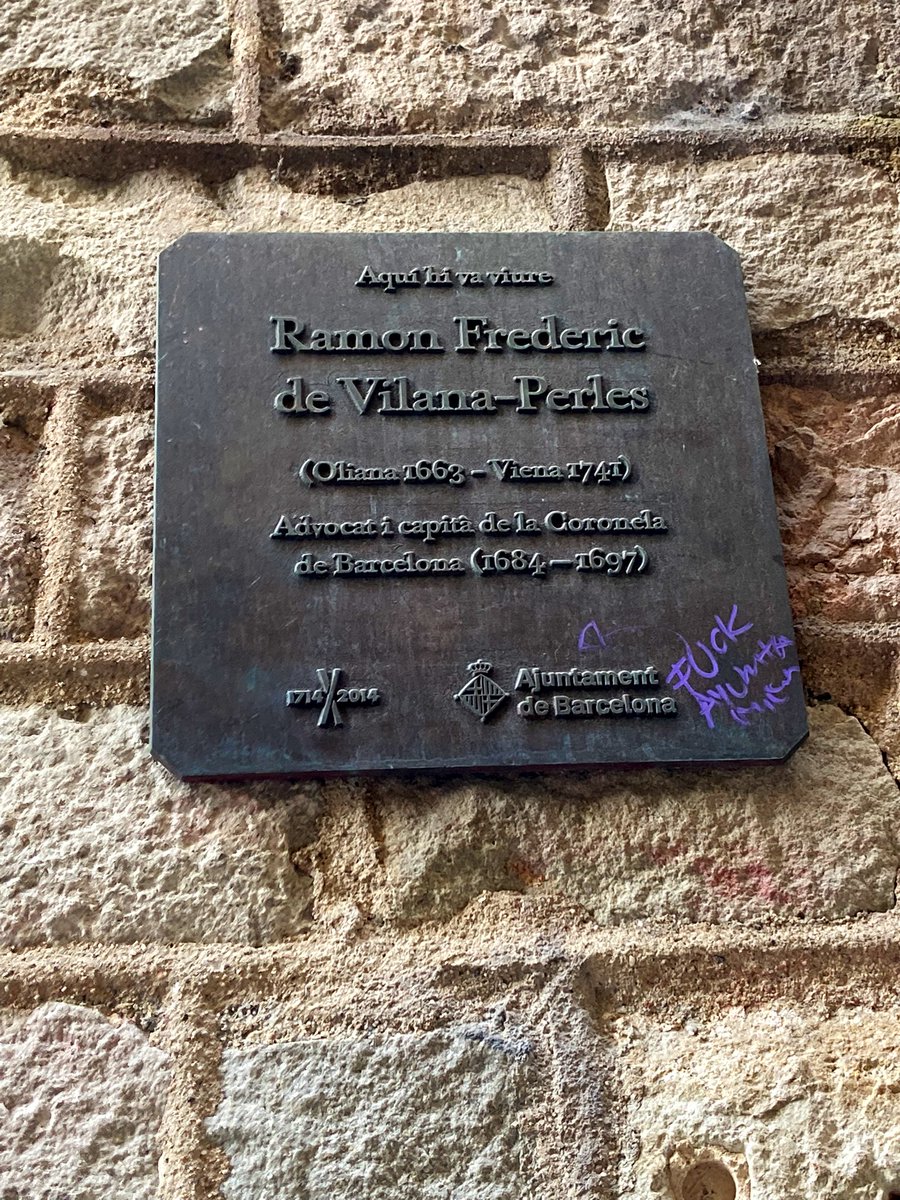 Aquí hi va viure
Ramon Frederic
de Vilana-Perles
(Oliana 1663 – Viena 1741)
Advocat i capità de la Coronela
de Barcelona (1684 — 1697)
1714 2014
Ajuntament
de Barcelona
FUCK